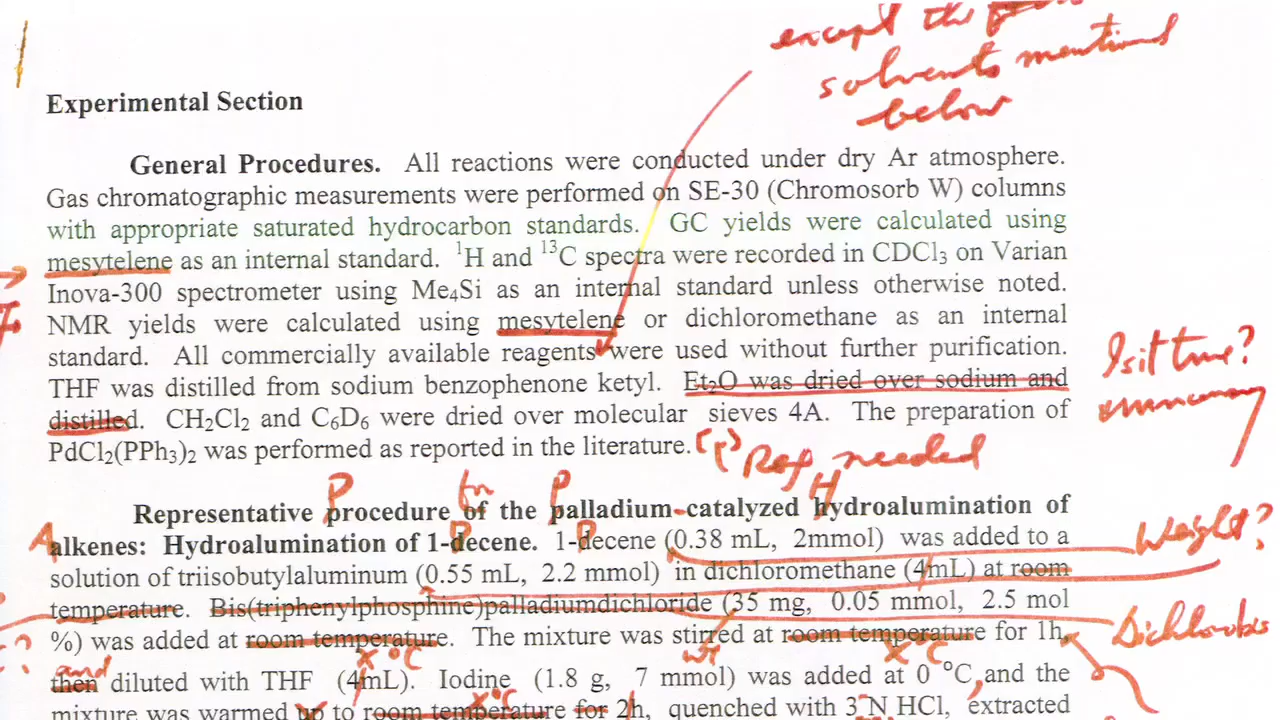 except the
solvents mentioned
below
Experimental Section
General Procedures. All reactions were conducted under dry Ar atmosphere.
Gas chromatographic measurements were performed on SE-30 (Chromosorb W) columns
with appropriate saturated hydrocarbon standards. GC yields were calculated using
mesytelene as an internal standard. ¹H and ¹³C spectra were recorded in CDCl₃ on Varian
Inova-300 spectrometer using Me₄Si as an internal standard unless otherwise noted.
NMR yields were calculated using mesytelene or dichloromethane as an internal
standard. All commercially available reagents were used without further purification.
Is it true?
THF was distilled from sodium benzophenone ketyl. Et₂O was dried over sodium and
distilled. CH₂Cl₂ and C₆D₆ were dried over molecular sieves 4A. The preparation of
PdCl₂(PPh₃)₂ was performed as reported in the literature.
Ref needed
P for P H
Representative procedure of the palladium-catalyzed hydroalumination of
A P P
alkenes: Hydroalumination of 1-decene. 1-decene (0.38 mL, 2mmol) was added to a
Weight?
solution of triisobutylaluminum (0.55 mL, 2.2 mmol) in dichloromethane (4mL) at room
temperature. Bis(triphenylphosphine)palladiumdichloride (35 mg, 0.05 mmol, 2.5 mol
Dichlorobis
%) was added at room temperature. The mixture was stirred at room temperature for 1h,
and x °C x °C
then diluted with THF (4mL). Iodine (1.8 g, 7 mmol) was added at 0 °C, and the
x °C
mixture was warmed up to room temperature for 2h, quenched with 3 N HCl, extracted